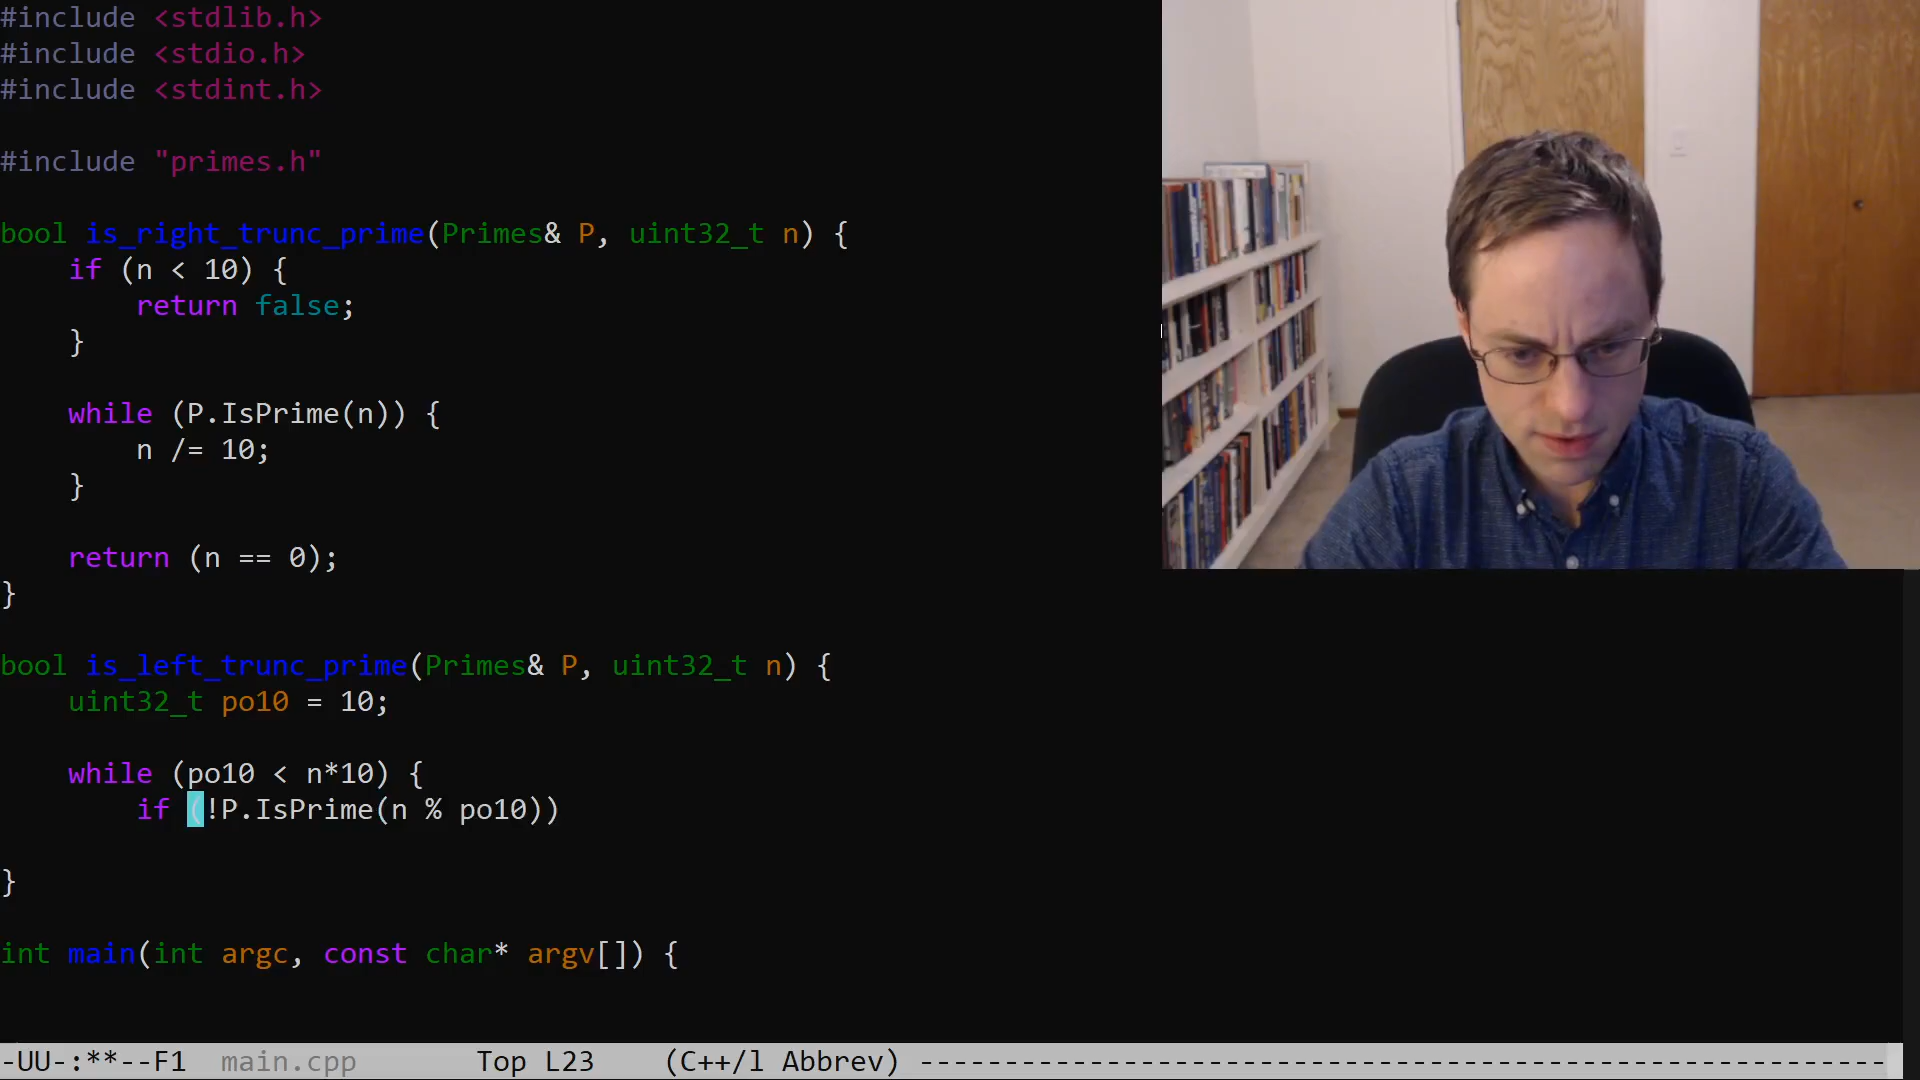 #include <stdlib.h>
#include <stdio.h>
#include <stdint.h>
#include "primes.h"
bool is_right_trunc_prime(Primes& P, uint32_t n) {
    if (n < 10) {
        return false;
    }
    while (P.IsPrime(n)) {
        n /= 10;
    }
    return (n == 0);
}
bool is_left_trunc_prime(Primes& P, uint32_t n) {
    uint32_t po10 = 10;
    while (po10 < n*10) {
        if (!P.IsPrime(n % po10))
}
int main(int argc, const char* argv[]) {
-UU-:**--F1  main.cpp       Top L23    (C++/l Abbrev) ---------------------------------------------------------